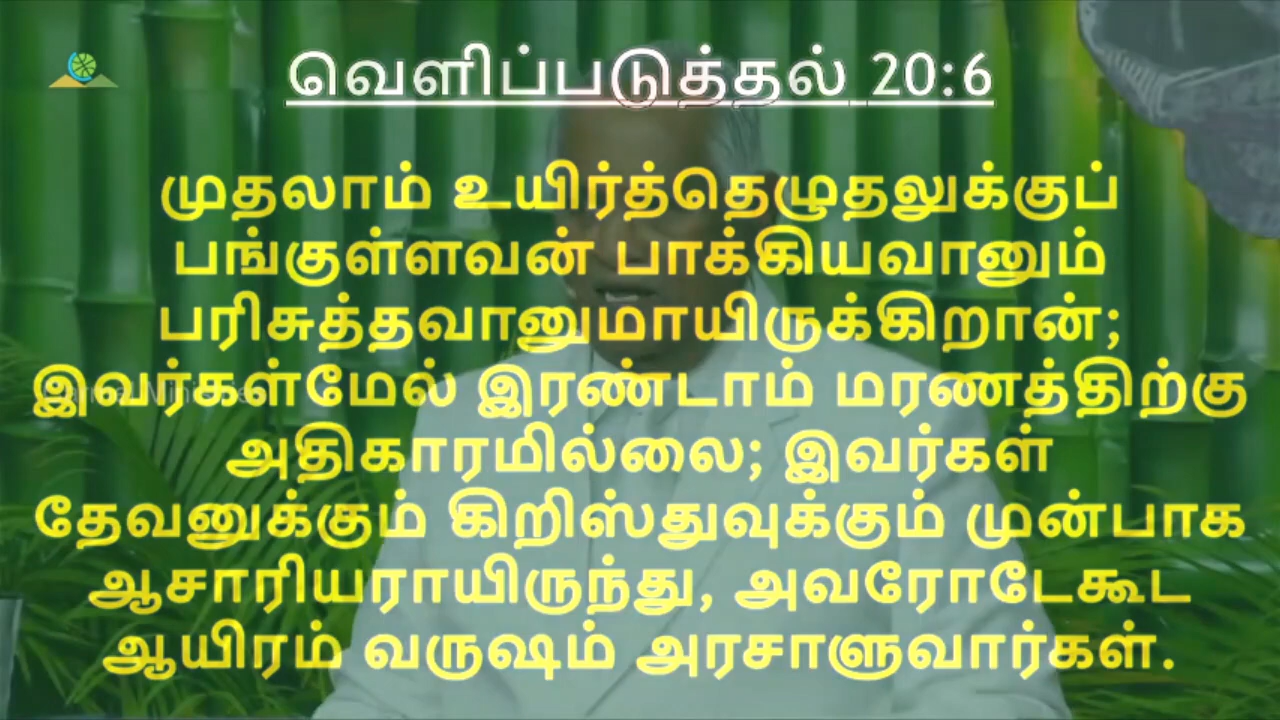 வெளிப்படுத்தல் 20:6
முதலாம் உயிர்த்தெழுதலுக்குப்
பங்குள்ளவன் பாக்கியவானும்
பரிசுத்தவானுமாயிருக்கிறான்;
இவர்கள்மேல் இரண்டாம் மரணத்திற்கு
அதிகாரமில்லை; இவர்கள்
தேவனுக்கும் கிறிஸ்துவுக்கும் முன்பாக
ஆசாரியராயிருந்து, அவரோடேகூட
ஆயிரம் வருஷம் அரசாளுவார்கள்.